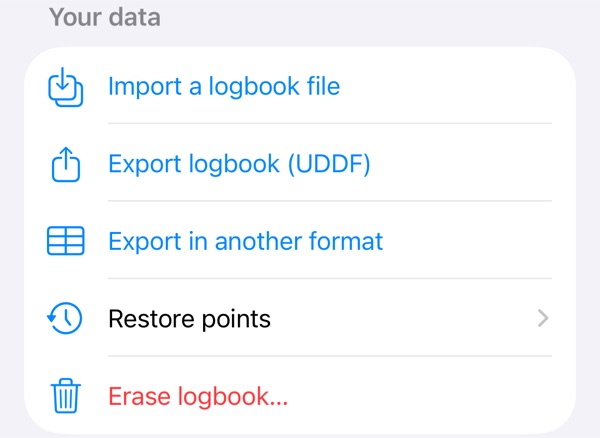 Your data
Import a logbook file
Export logbook (UDDF)
Export in another format
Restore points
Erase logbook...